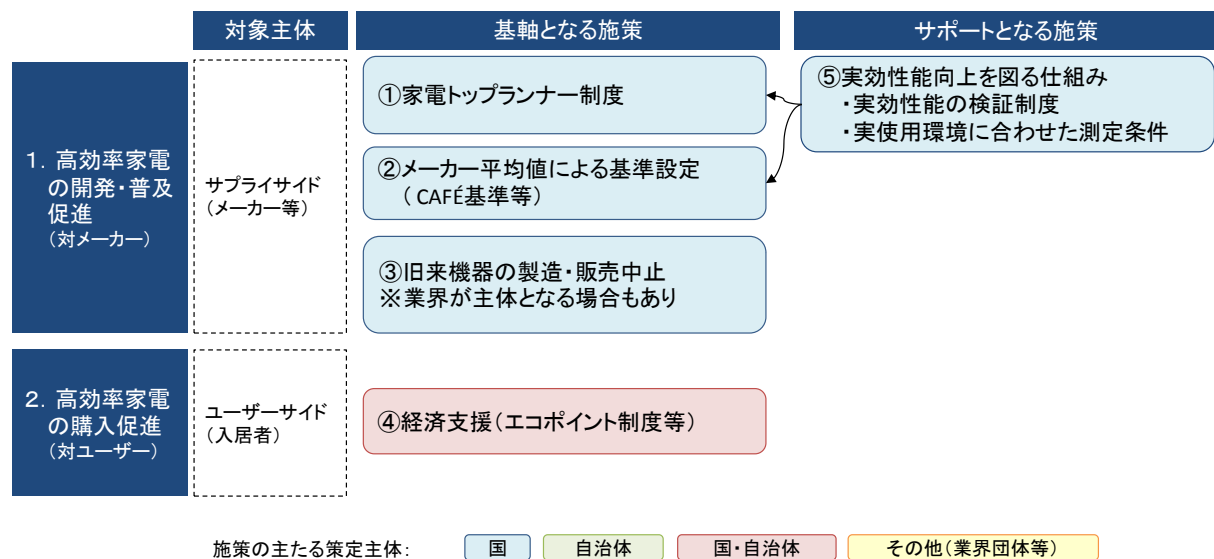 対象主体
基軸となる施策
サポートとなる施策
1.高効率家電
の開発・普及
促進
(対メーカー)
サプライサイド
(メーカー等)
①家電トップランナー制度
②メーカー平均値による基準設定
( CAFÉ基準等)
③旧来機器の製造・販売中止
※業界が主体となる場合もあり
⑤実効性能向上を図る仕組み
・実効性能の検証制度
・実使用環境に合わせた測定条件
2.高効率家電
の購入促進
(対ユーザー)
ユーザーサイド
(入居者)
④経済支援(エコポイント制度等)
施策の主たる策定主体:
国
自治体
国・自治体
その他(業界団体等)